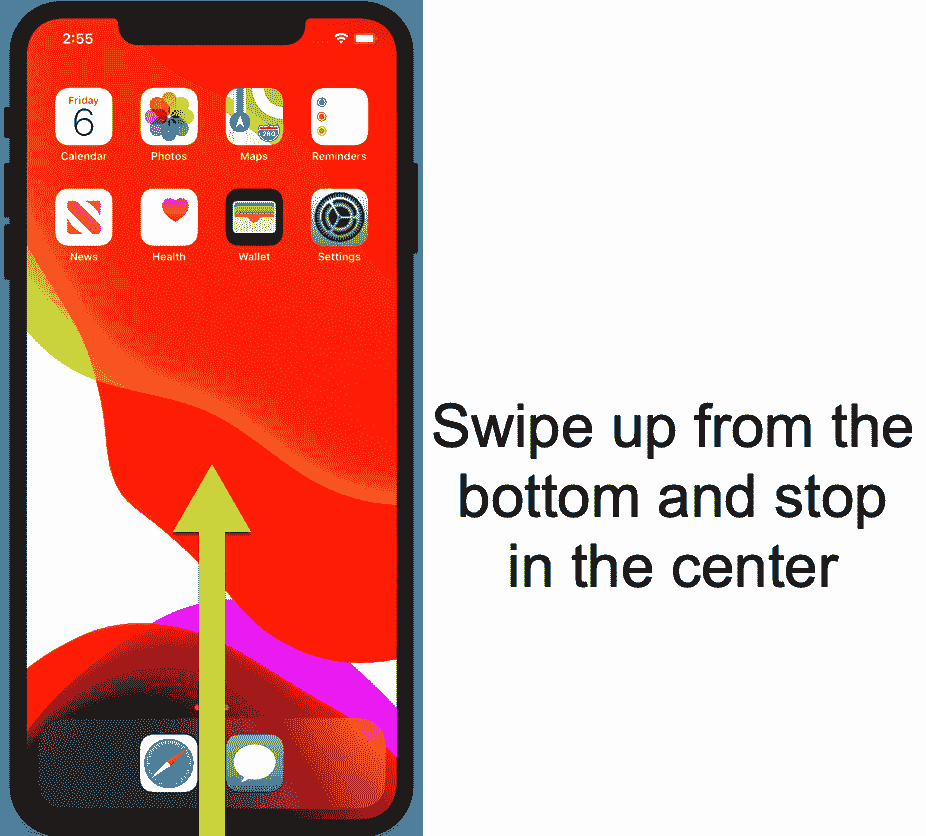 2:55
Friday
6
Calendar
Photos
280
Maps
Reminders
News
Health
Wallet
Settings
Swipe up from the
bottom and stop
in the center